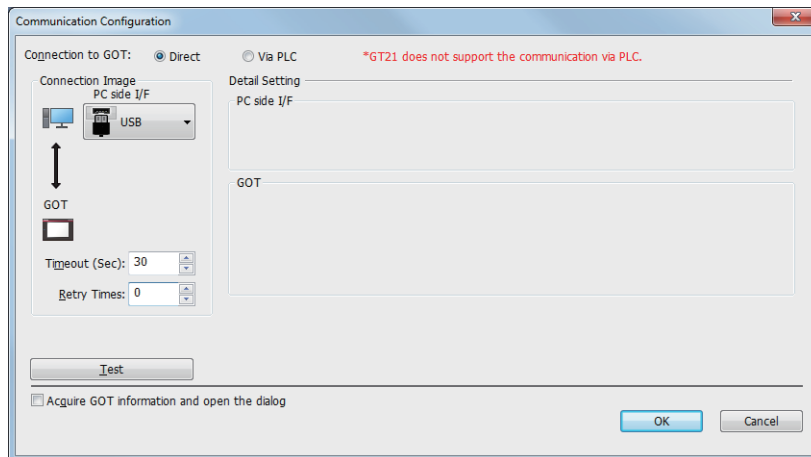 Communication Configuration
Connection to GOT: Direct Via PLC *GT21 does not support the communication via PLC.
Connection Image
PC side I/F
USB
GOT
Timeout (Sec): 30
Retry Times: 0
Detail Setting
PC side I/F
GOT
Test
Acquire GOT information and open the dialog
OK Cancel